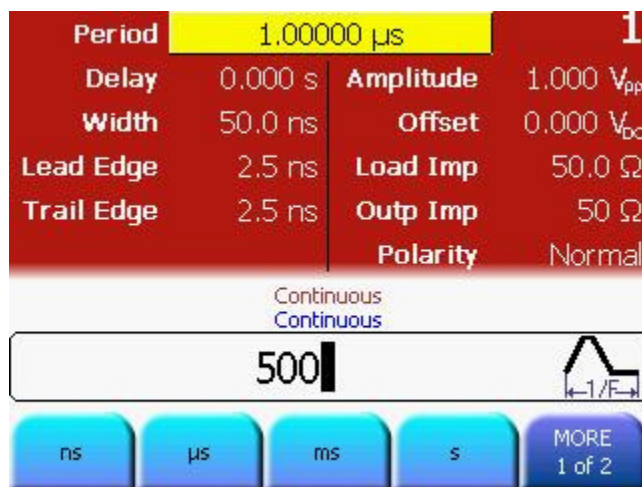 Period 1.00000 µs 1
Delay 0.000 s Amplitude 1.000 Vpp
Width 50.0 ns Offset 0.000 VDC
Lead Edge 2.5 ns Load Imp 50.0 Ω
Trail Edge 2.5 ns Outp Imp 50 Ω
Polarity Normal
Continuous
Continuous
500
1/F
ns µs ms s MORE
1 of 2